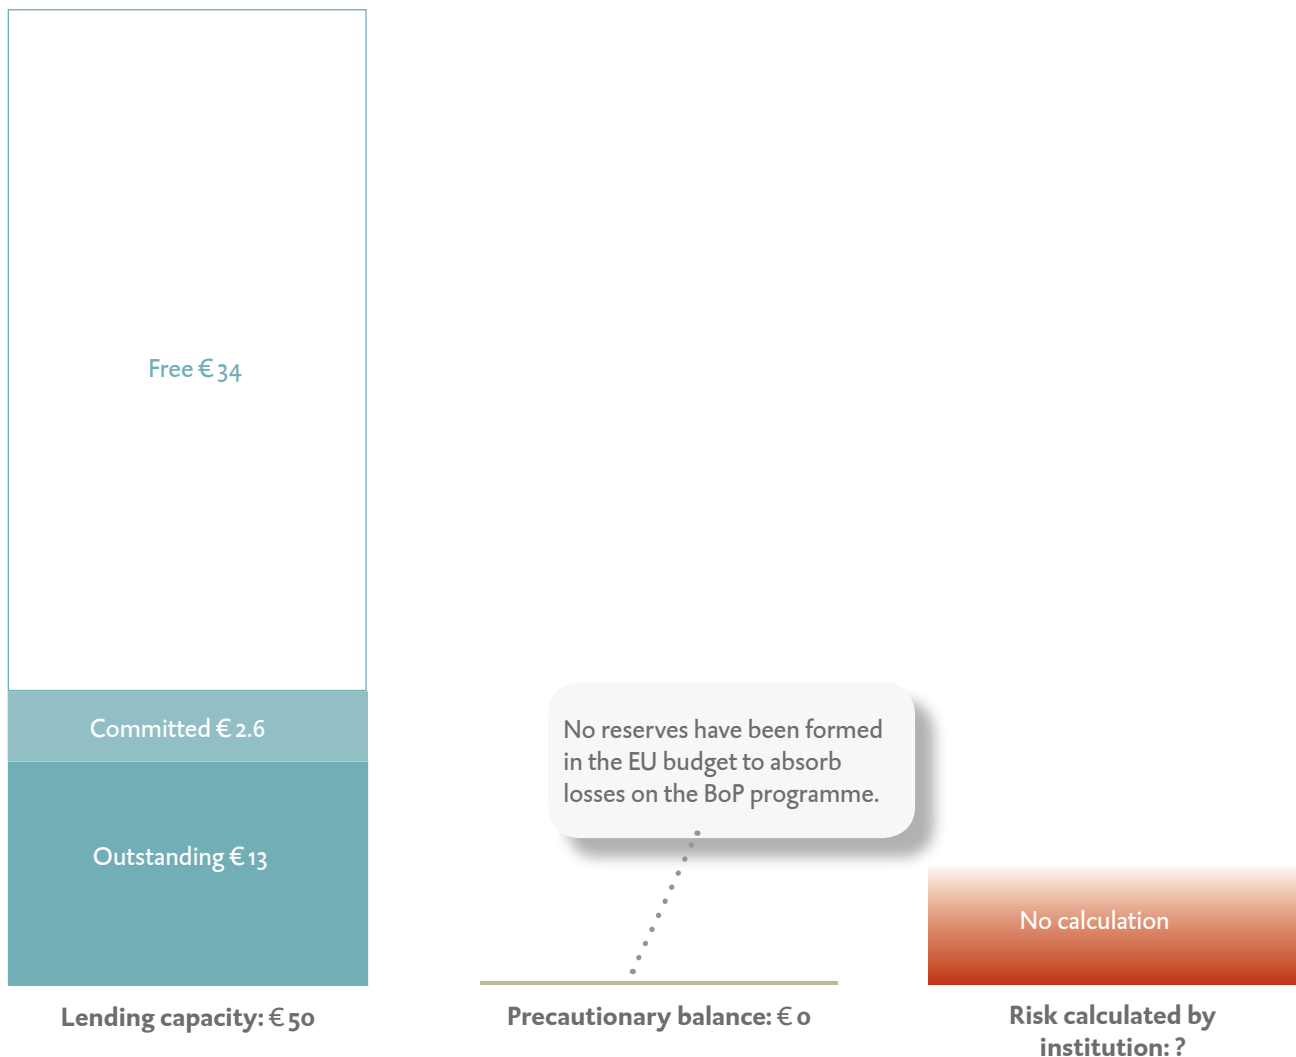 Free € 34
Committed € 2.6
Outstanding € 13
Lending capacity: € 50
No reserves have been formed
in the EU budget to absorb
losses on the BoP programme.
Precautionary balance: € 0
No calculation
Risk calculated by
institution: ?